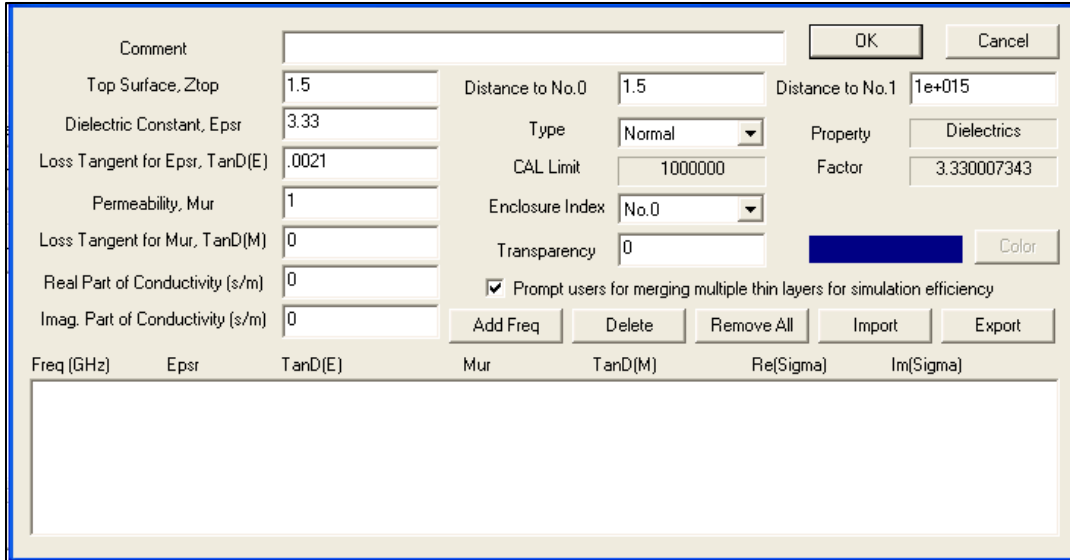 Comment OK Cancel
Top Surface, Ztop 1.5 Distance to No.0 1.5 Distance to No.1 1e+015
Dielectric Constant, Epsr 3.33 Type Normal Property Dielectrics
Loss Tangent for Epsr, TanD(E) .0021 CAL Limit 1000000 Factor 3.330007343
Permeability, Mur 1 Enclosure Index No.0
Loss Tangent for Mur, TanD(M) 0 Transparency 0 Color
Real Part of Conductivity (s/m) 0 Prompt users for merging multiple thin layers for simulation efficiency
Imag. Part of Conductivity (s/m) 0 Add Freq Delete Remove All Import Export
Freq (GHz) Epsr TanD(E) Mur TanD(M) Re(Sigma) Im(Sigma)